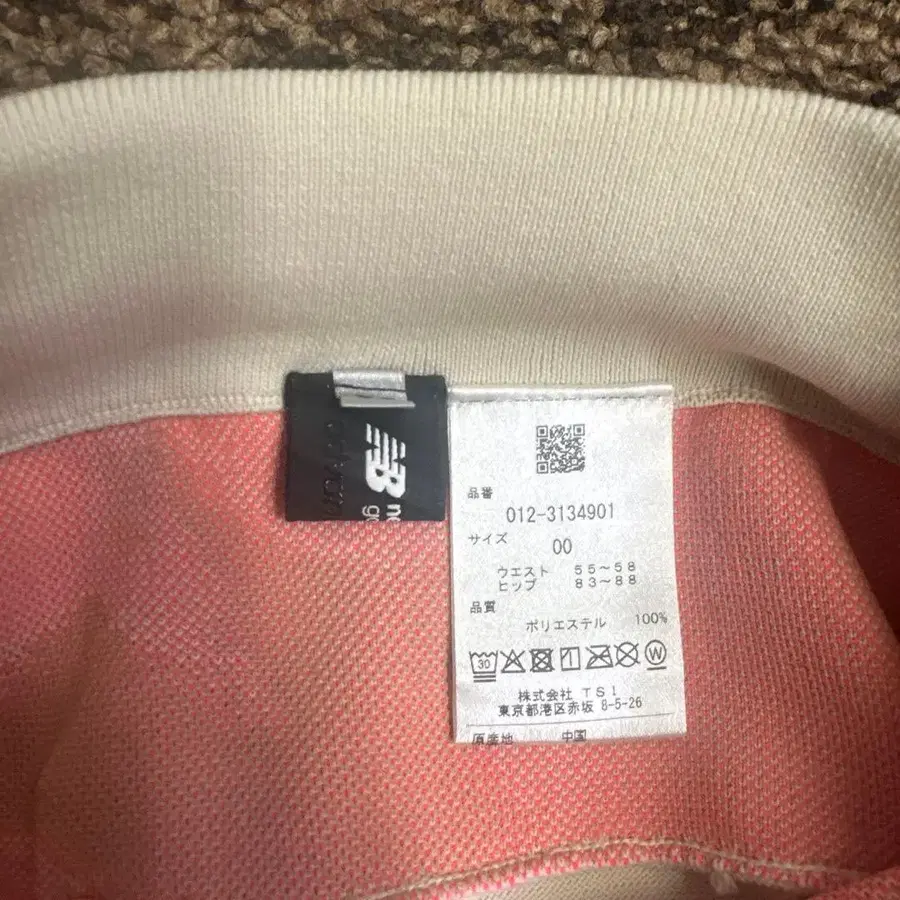 品番
012-3134901
サイズ
00
ウエスト 55~58
ヒップ 83~88
品質
ポリエステル 100%
30
W
株式会社 TSI
東京都港区赤坂 8-5-26
原産地 中国
NB